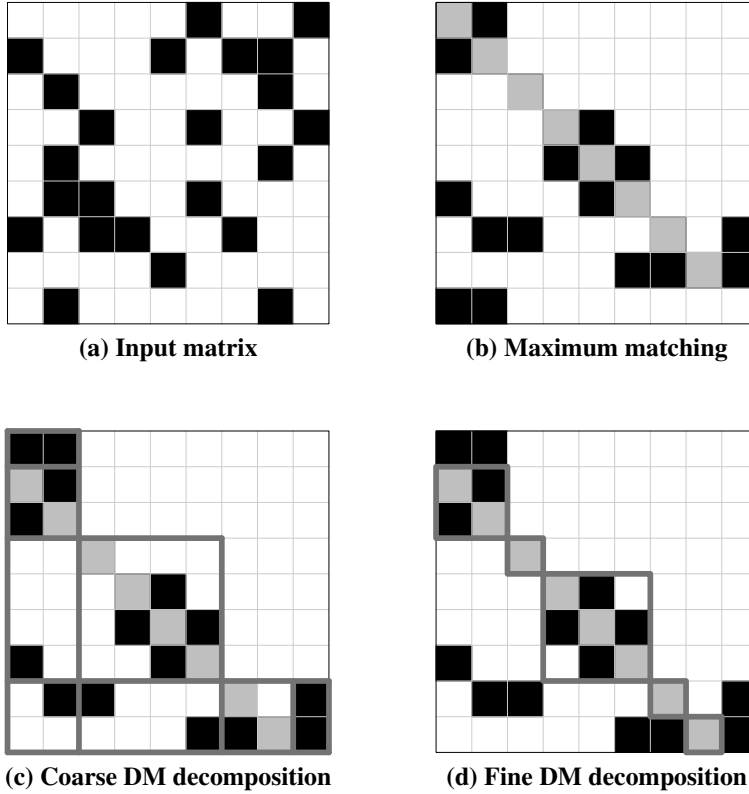 (a) Input matrix
(b) Maximum matching
(c) Coarse DM decomposition
(d) Fine DM decomposition